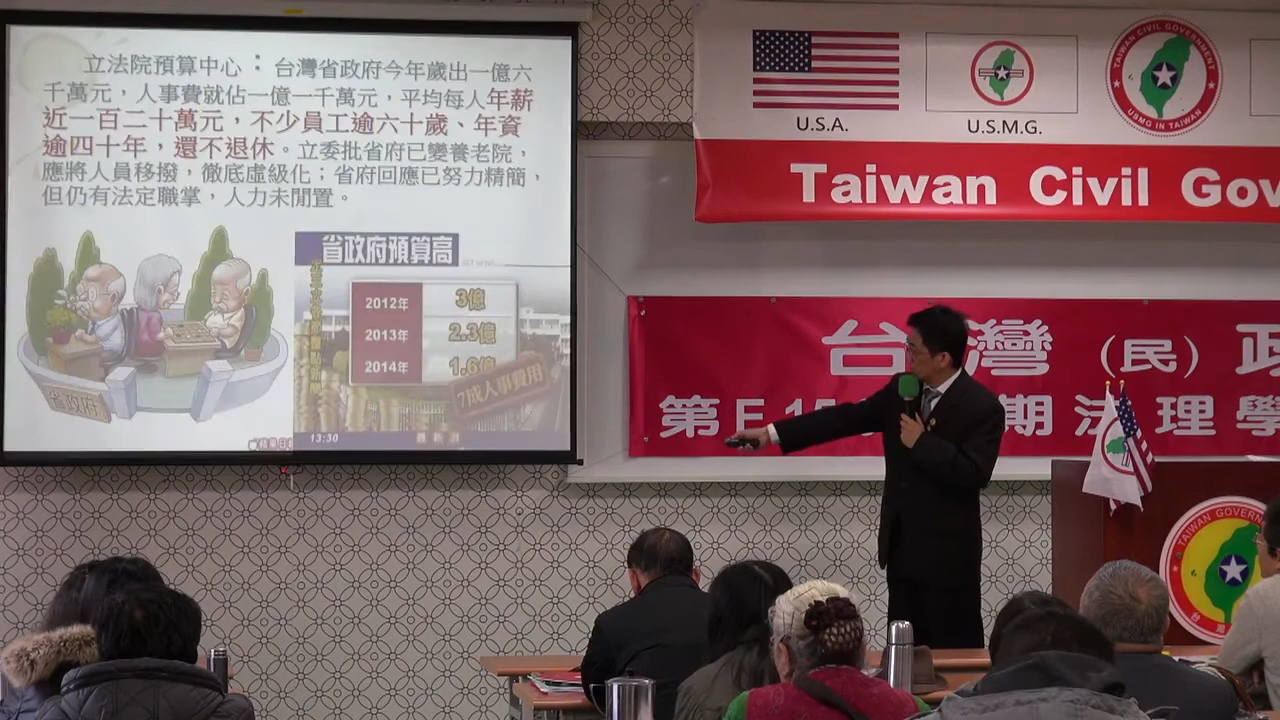 立法院預算中心：台灣省政府今年歲出一億六
千萬元，人事費就佔一億一千萬元，平均每人年薪
近一百二十萬元，不少員工逾六十歲、年資
逾四十年，還不退休。立委批省府已變養老院，
應將人員移撥，徹底虛級化；省府回應已努力精簡，
但仍有法定職掌，人力未閒置。
省政府
省政府預算高
2012年 3億
2013年 2.3億
2014年 1.6億
7成人事費用
13:30
U.S.A.
U.S.M.G.
TAIWAN CIVIL GOVERNMENT
USMG IN TAIWAN
Taiwan Civil Gov
台灣（民）政
期法理學
TAIWAN GOVERN